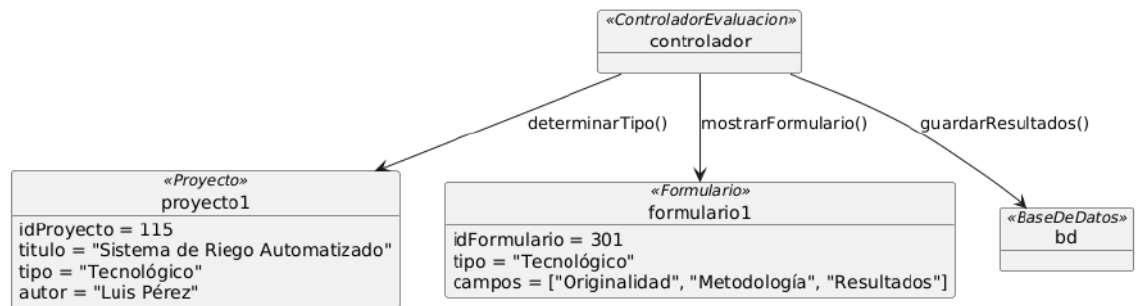 «ControladorEvaluacion»
controlador
determinarTipo()
mostrarFormulario()
guardarResultados()
«Proyecto»
proyecto1
idProyecto = 115
titulo = "Sistema de Riego Automatizado"
tipo = "Tecnológico"
autor = "Luis Pérez"
«Formulario»
formulario1
idFormulario = 301
tipo = "Tecnológico"
campos = ["Originalidad", "Metodología", "Resultados"]
«BaseDeDatos»
bd